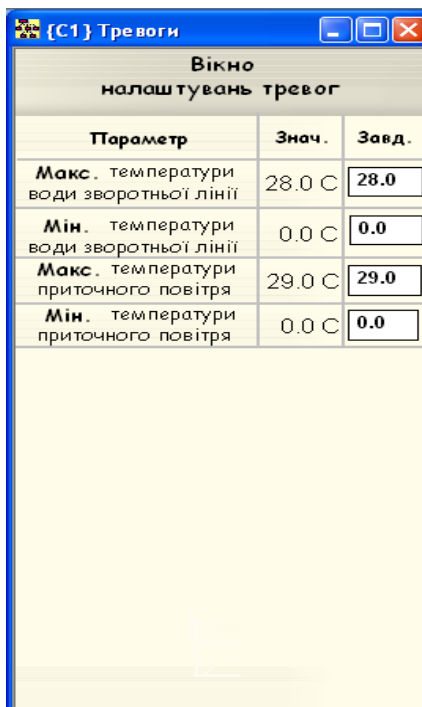 {C1} Тревоги
Вікно
налаштувань тревог
Параметр Знач. Завд.
Макс. температури
води зворотньої лінії
28.0 C 28.0
Мін. температури
води зворотньої лінії
0.0 C 0.0
Макс. температури
приточного повітря
29.0 C 29.0
Мін. температури
приточного повітря
0.0 C 0.0